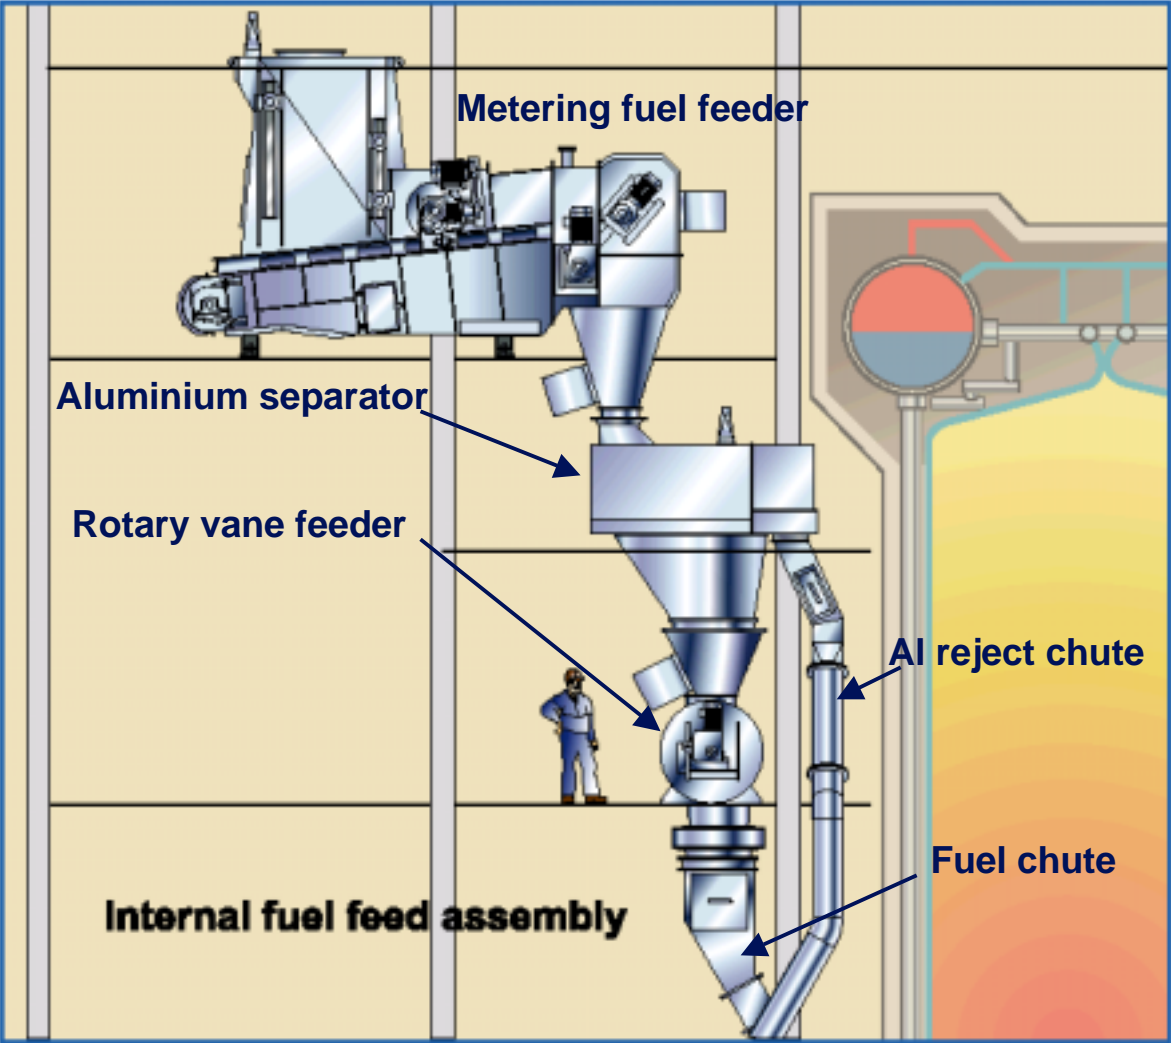 Metering fuel feeder
Aluminium separator
Rotary vane feeder
Al reject chute
Fuel chute
Internal fuel feed assembly